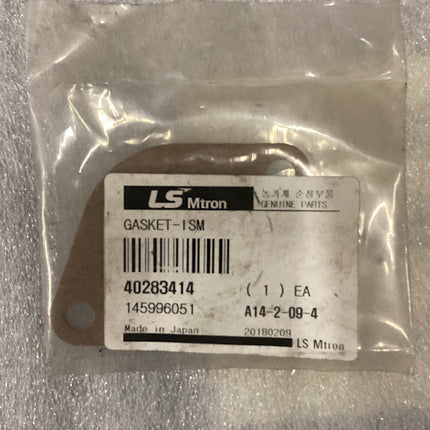 LS Mtron
농기계 순정부품
GENUINE PARTS
GASKET-ISM
40283414 ( 1 ) EA
145996051 A14-2-09-4
Made in Japan 20180209
LS Mtron